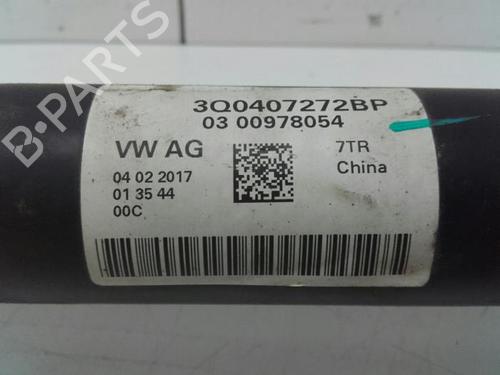 3Q0407272BP
03 00978054
VW AG
7TR
04 02 2017
China
01 35 44
00C
B-PARTS